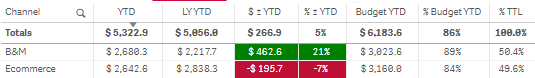 Channel YTD LY YTD $ ± YTD % ± YTD Budget YTD % Budget YTD % TTL
Totals $ 5,322.9 $ 5,056.0 $ 266.9 5% $ 6,183.6 86% 100.0%
B&M $ 2,680.3 $ 2,217.7 $ 462.6 21% $ 3,023.6 89% 50.4%
Ecommerce $ 2,642.6 $ 2,838.3 -$ 195.7 -7% $ 3,160.0 84% 49.6%